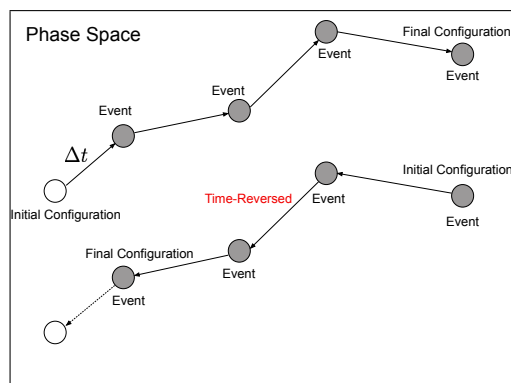 Phase Space
Final Configuration
Event
Event
Event
Event
Δt
Initial Configuration
Initial Configuration
Time-Reversed
Event
Event
Final Configuration
Event
Event